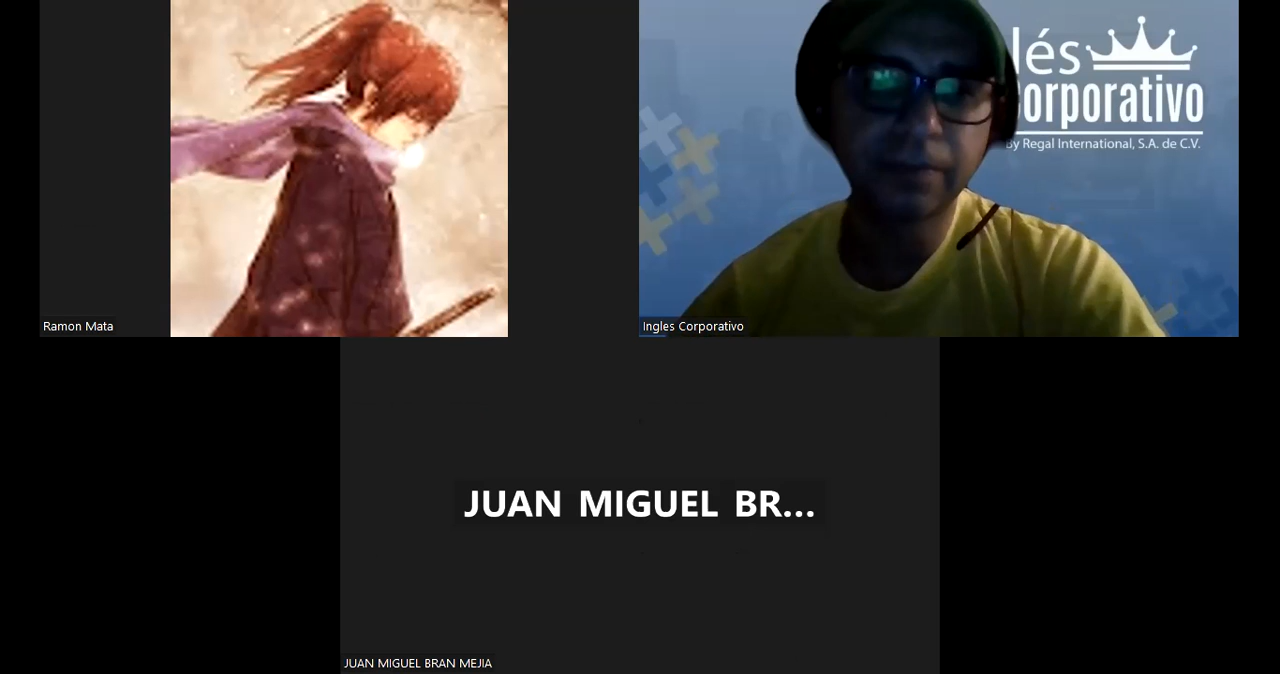 lés
orporativo
By Regal International, S.A. de C.V.
Ramon Mata
Ingles Corporativo
JUAN MIGUEL BR...
JUAN MIGUEL BRAN MEJIA